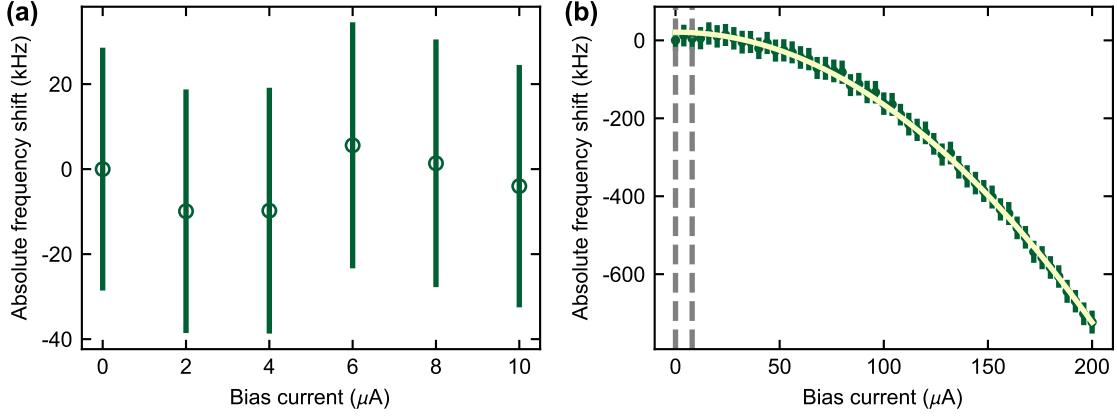 (a)
Absolute frequency shift (kHz)
20
0
-20
-40
0 2 4 6 8 10
Bias current (μA)
(b)
Absolute frequency shift (kHz)
0
-200
-400
-600
0 50 100 150 200
Bias current (μA)